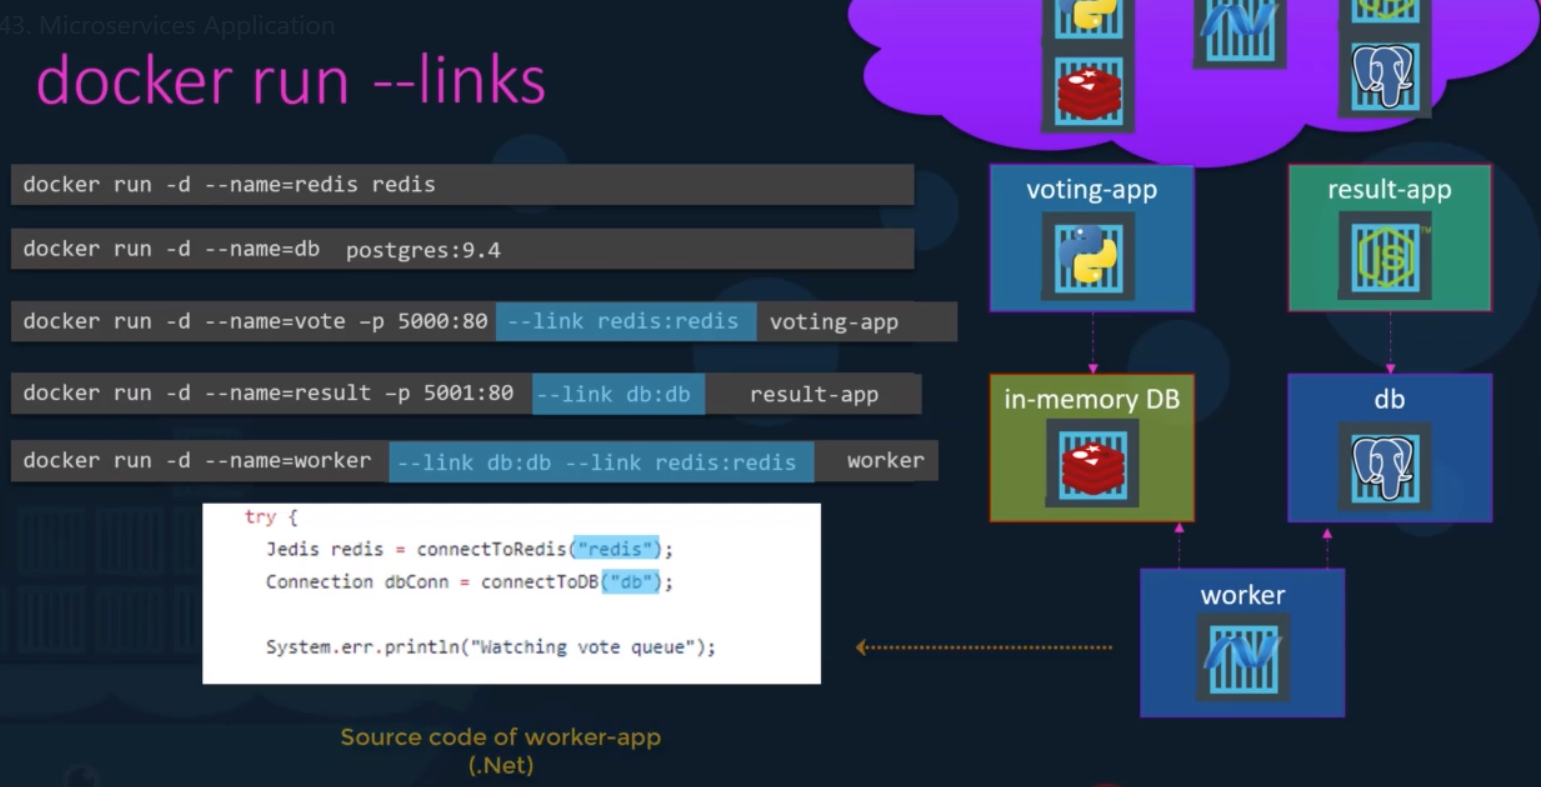 43. Microservices Application
docker run --links
docker run -d --name=redis redis
docker run -d --name=db postgres:9.4
docker run -d --name=vote –p 5000:80 --link redis:redis voting-app
docker run -d --name=result –p 5001:80 --link db:db result-app
docker run -d --name=worker --link db:db --link redis:redis worker
try {
Jedis redis = connectToRedis("redis");
Connection dbConn = connectToDB("db");
System.err.println("Watching vote queue");
Source code of worker-app
(.Net)
voting-app
result-app
JS
TM
in-memory DB
db
worker